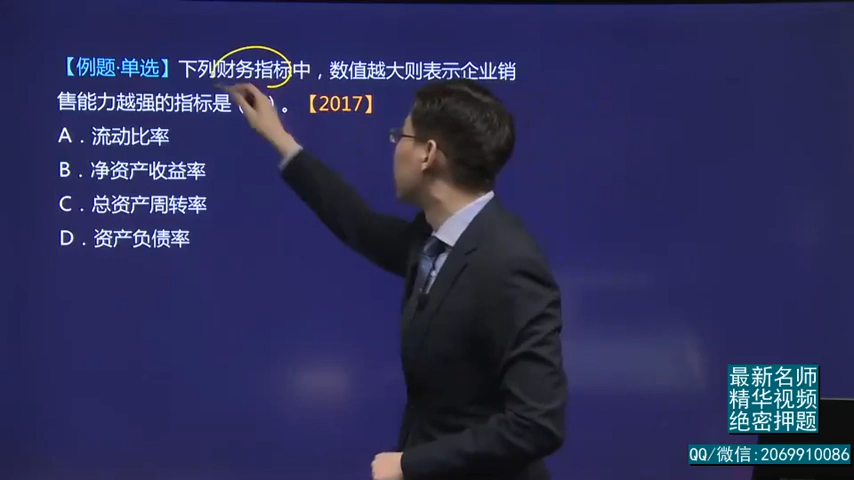 【例题·单选】下列财务指标中，数值越大则表示企业销
售能力越强的指标是（ ）。【2017】
A．流动比率
B．净资产收益率
C．总资产周转率
D．资产负债率
最新名师
精华视频
绝密押题
QQ/微信:2069910086